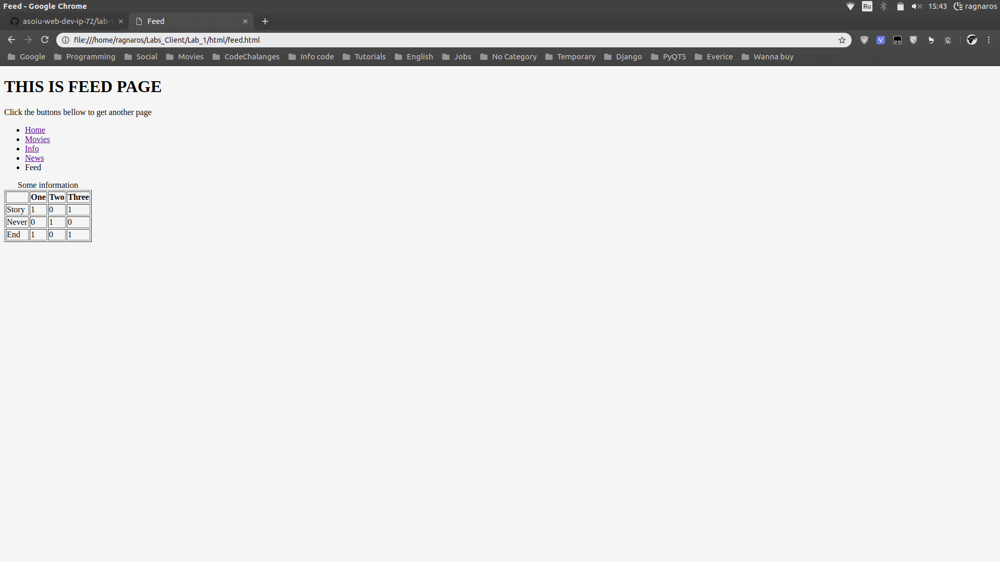 Feed - Google Chrome
Ru 15:43 ragnaros
asoiu-web-dev-ip-72/lab- Feed
file:///home/ragnaros/Labs_Client/Lab_1/html/feed.html
V
Google Programming Social Movies CodeChalanges Info code Tutorials English Jobs No Category Temporary Django PyQT5 Everice Wanna buy
THIS IS FEED PAGE
Click the buttons bellow to get another page
Home
Movies
Info
News
Feed
Some information
One Two Three
Story 1 0 1
Never 0 1 0
End 1 0 1